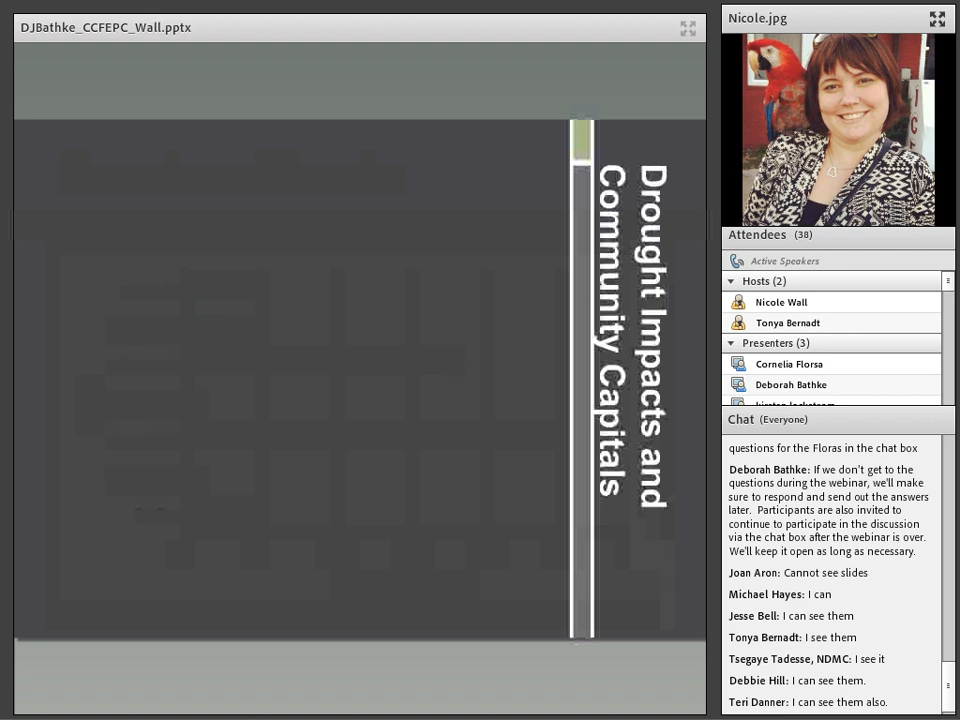 DJBathke_CCFEPC_Wall.pptx
Drought Impacts and
Community Capitals
Nicole.jpg
ICE
Attendees (38)
Active Speakers
Hosts (2)
Nicole Wall
Tonya Bernadt
Presenters (3)
Cornelia Florsa
Deborah Bathke
Chat (Everyone)
questions for the Floras in the chat box
Deborah Bathke: If we don't get to the
questions during the webinar, we'll make
sure to respond and send out the answers
later. Participants are also invited to
continue to participate in the discussion
via the chat box after the webinar is over.
We'll keep it open as long as necessary.
Joan Aron: Cannot see slides
Michael Hayes: I can
Jesse Bell: I can see them
Tonya Bernadt: I see them
Tsegaye Tadesse, NDMC: I see it
Debbie Hill: I can see them.
Teri Danner: I can see them also.